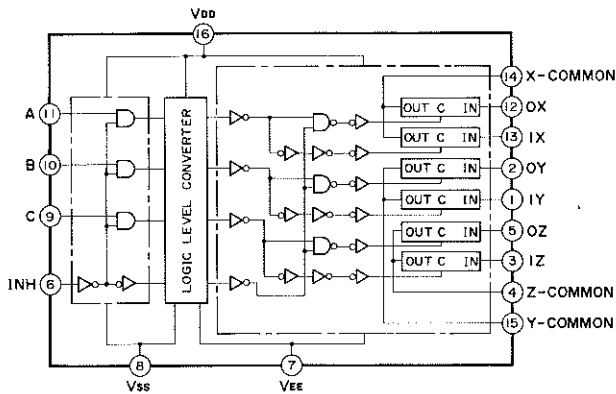 VDD
16
14 X-COMMON
A 11
OUT C IN 12 OX
OUT C IN 13 IX
B 10
OUT C IN 2 OY
OUT C IN 1 IY
C 9
OUT C IN 5 OZ
OUT C IN 3 IZ
INH 6
4 Z-COMMON
15 Y-COMMON
LOGIC LEVEL CONVERTER
8
VSS
7
VEE